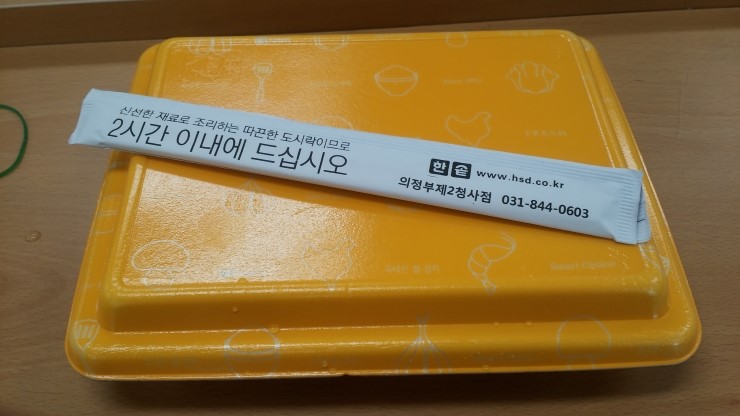 신선한 재료로 조리하는 따끈한 도시락이므로
2시간 이내에 드십시오
한솥 www.hsd.co.kr
의정부제2청사점 031-844-0603